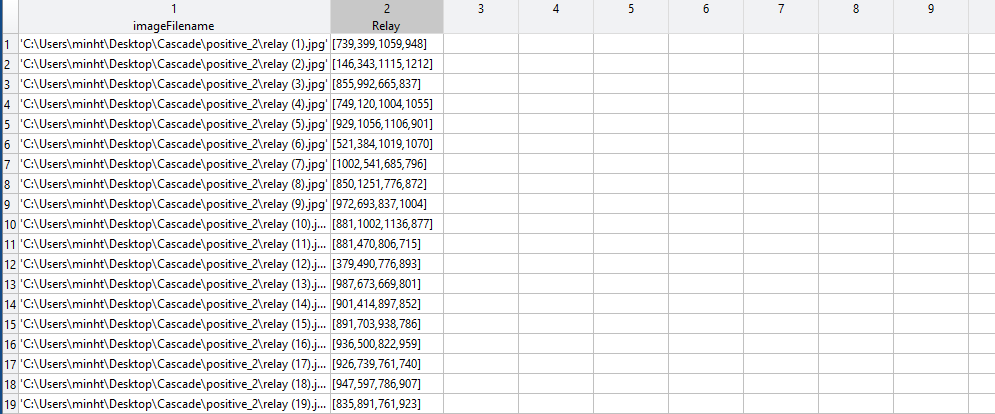 1 2 3 4 5 6 7 8 9
imageFilename Relay
1 'C:\Users\minht\Desktop\Cascade\positive_2\relay (1).jpg' [739,399,1059,948]
2 'C:\Users\minht\Desktop\Cascade\positive_2\relay (2).jpg' [146,343,1115,1212]
3 'C:\Users\minht\Desktop\Cascade\positive_2\relay (3).jpg' [855,992,665,837]
4 'C:\Users\minht\Desktop\Cascade\positive_2\relay (4).jpg' [749,120,1004,1055]
5 'C:\Users\minht\Desktop\Cascade\positive_2\relay (5).jpg' [929,1056,1106,901]
6 'C:\Users\minht\Desktop\Cascade\positive_2\relay (6).jpg' [521,384,1019,1070]
7 'C:\Users\minht\Desktop\Cascade\positive_2\relay (7).jpg' [1002,541,685,796]
8 'C:\Users\minht\Desktop\Cascade\positive_2\relay (8).jpg' [850,1251,776,872]
9 'C:\Users\minht\Desktop\Cascade\positive_2\relay (9).jpg' [972,693,837,1004]
10 'C:\Users\minht\Desktop\Cascade\positive_2\relay (10).j... [881,1002,1136,877]
11 'C:\Users\minht\Desktop\Cascade\positive_2\relay (11).j... [881,470,806,715]
12 'C:\Users\minht\Desktop\Cascade\positive_2\relay (12).j... [379,490,776,893]
13 'C:\Users\minht\Desktop\Cascade\positive_2\relay (13).j... [987,673,669,801]
14 'C:\Users\minht\Desktop\Cascade\positive_2\relay (14).j... [901,414,897,852]
15 'C:\Users\minht\Desktop\Cascade\positive_2\relay (15).j... [891,703,938,786]
16 'C:\Users\minht\Desktop\Cascade\positive_2\relay (16).j... [936,500,822,959]
17 'C:\Users\minht\Desktop\Cascade\positive_2\relay (17).j... [926,739,761,740]
18 'C:\Users\minht\Desktop\Cascade\positive_2\relay (18).j... [947,597,786,907]
19 'C:\Users\minht\Desktop\Cascade\positive_2\relay (19).j... [835,891,761,923]